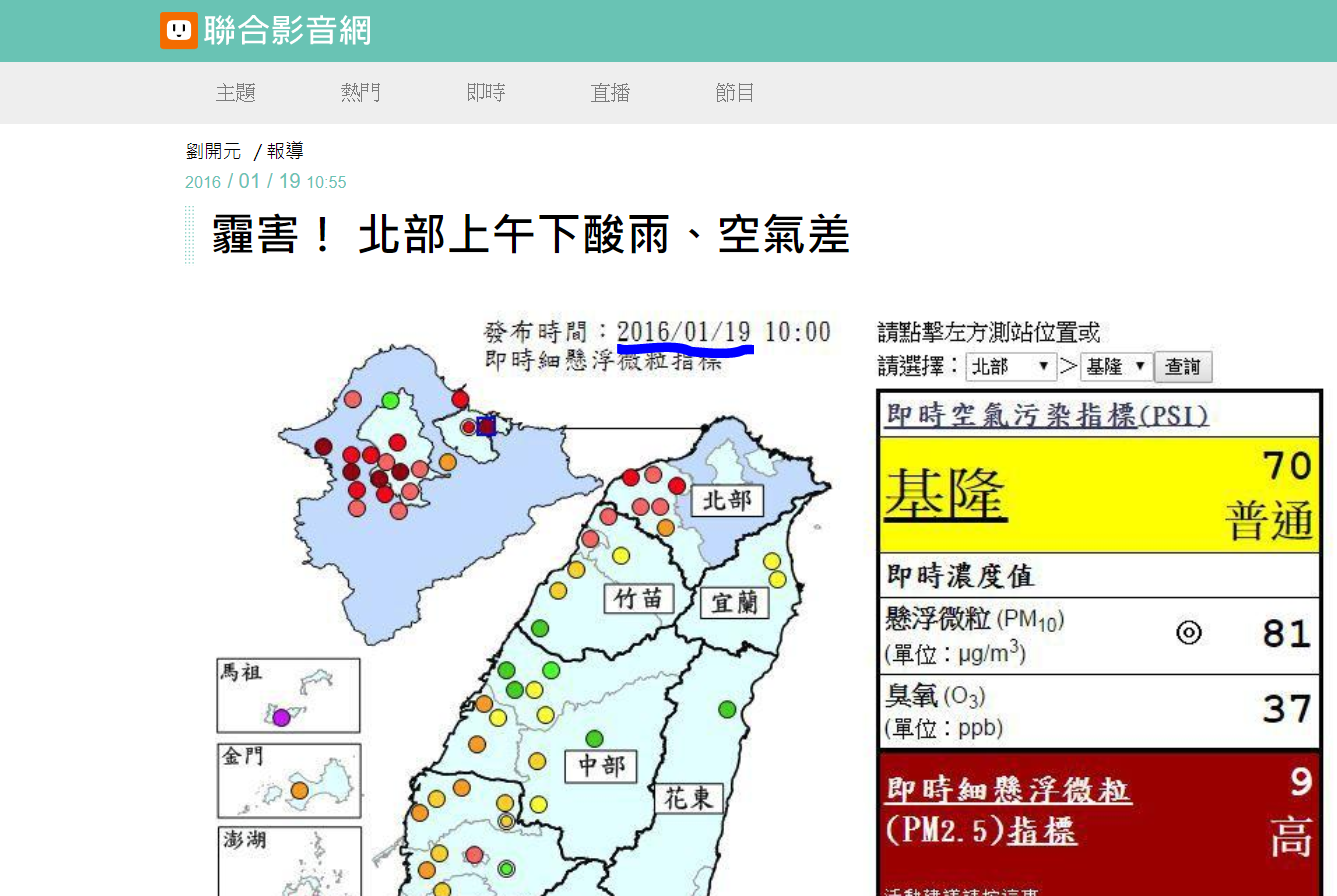 聯合影音網
主題 熱門 即時 直播 節目
劉開元 / 報導
2016 / 01 / 19 10:55
霾害！ 北部上午下酸雨、空氣差
發布時間：2016/01/19 10:00
即時細懸浮微粒指標
請點擊左方測站位置或
請選擇：北部 > 基隆 查詢
北部
竹苗
宜蘭
中部
花東
馬祖
金門
澎湖
即時空氣污染指標(PSI)
基隆 70
普通
即時濃度值
懸浮微粒 (PM10)
(單位：μg/m3) ◎ 81
臭氧 (O3)
(單位：ppb) 37
即時細懸浮微粒 9
(PM2.5)指標 高